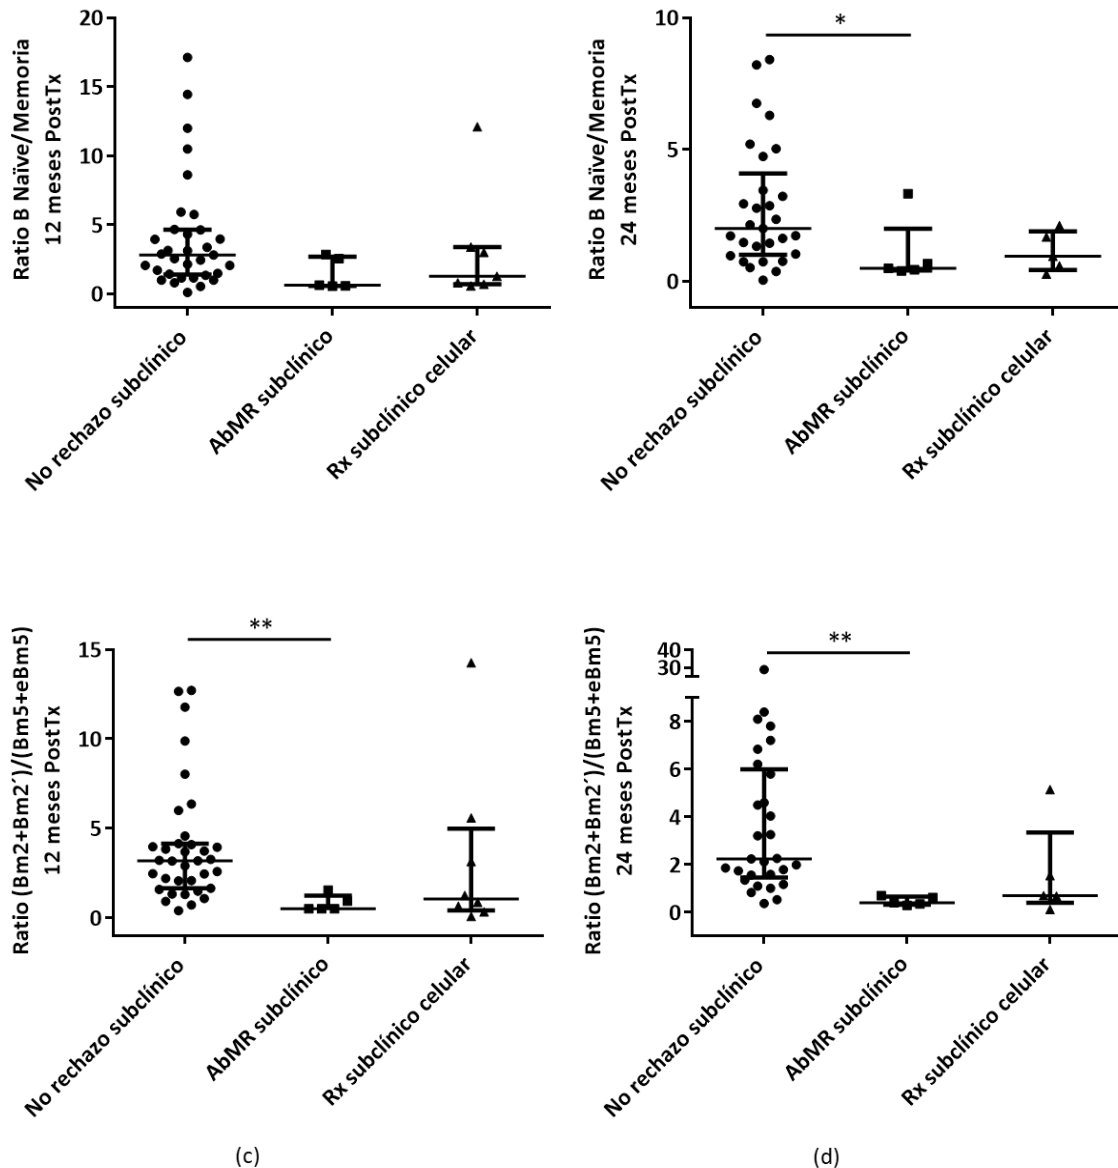 Ratio B Naïve/Memoria
12 meses PostTx
20
15
10
5
0
No rechazo subclínico
AbMR subclínico
Rx subclínico celular
Ratio B Naïve/Memoria
24 meses PostTx
10
5
0
*
No rechazo subclínico
AbMR subclínico
Rx subclínico celular
Ratio (Bm2+Bm2´)/(Bm5+eBm5)
12 meses PostTx
15
10
5
0
**
No rechazo subclínico
AbMR subclínico
Rx subclínico celular
(c)
Ratio (Bm2+Bm2´)/(Bm5+eBm5)
24 meses PostTx
40
30
8
6
4
2
0
**
No rechazo subclínico
AbMR subclínico
Rx subclínico celular
(d)